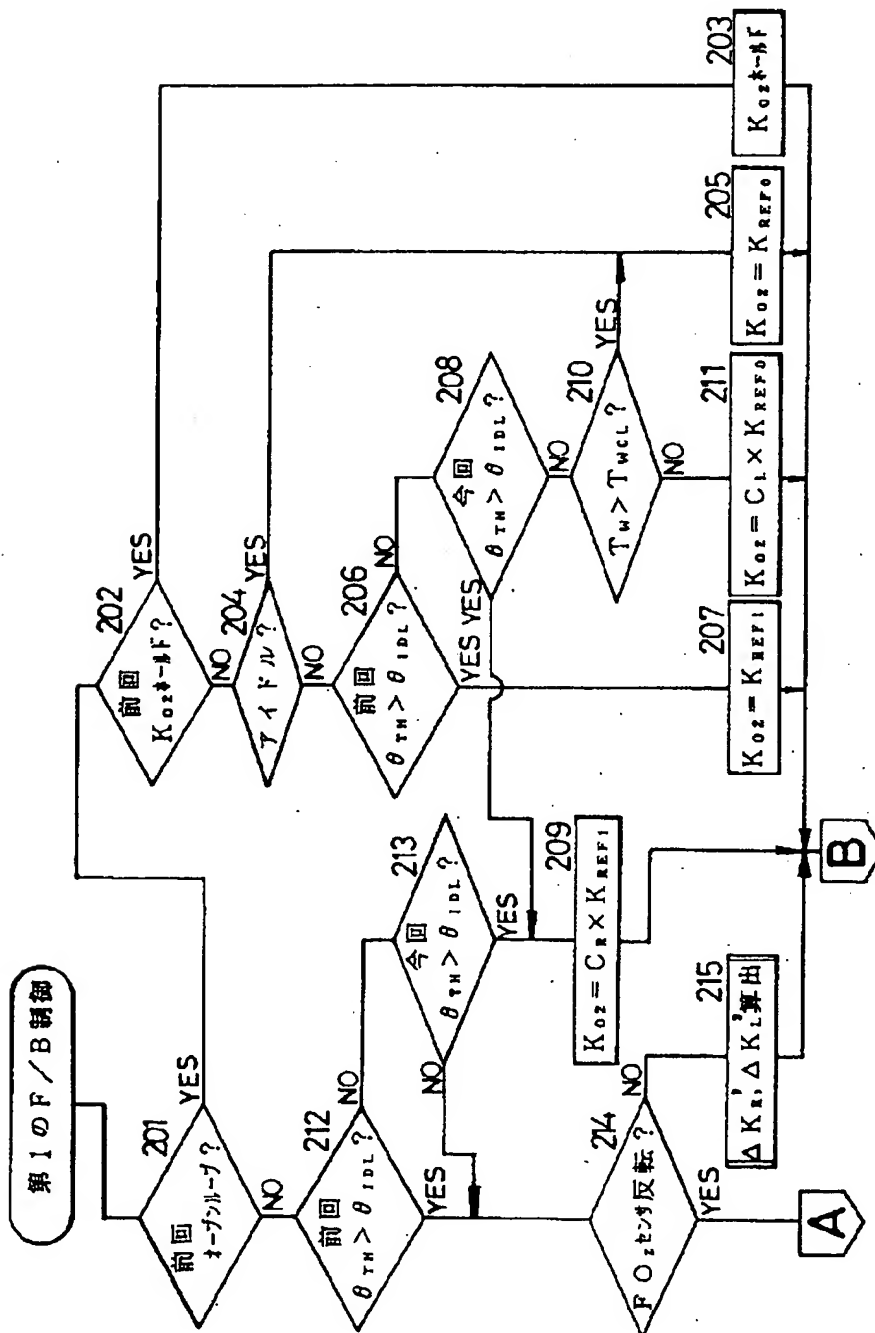 第1のF/B制御
201
前回
オープンループ?
YES
NO
202
前回
KO2ホールド?
YES
NO
203
KO2ホールド
204
アイドル?
YES
NO
205
KO2=KREF0
206
前回
θTH>θIDL?
NO
YES
207
KO2=KREF1
208
今回
θTH>θIDL?
YES
NO
209
KO2=CR×KREF1
210
TW>TWCL?
YES
NO
211
KO2=CL×KREF0
212
前回
θTH>θIDL?
NO
YES
213
今回
θTH>θIDL?
NO
YES
214
FO2センサ反転?
NO
YES
215
ΔKR',ΔKL'算出
A
B